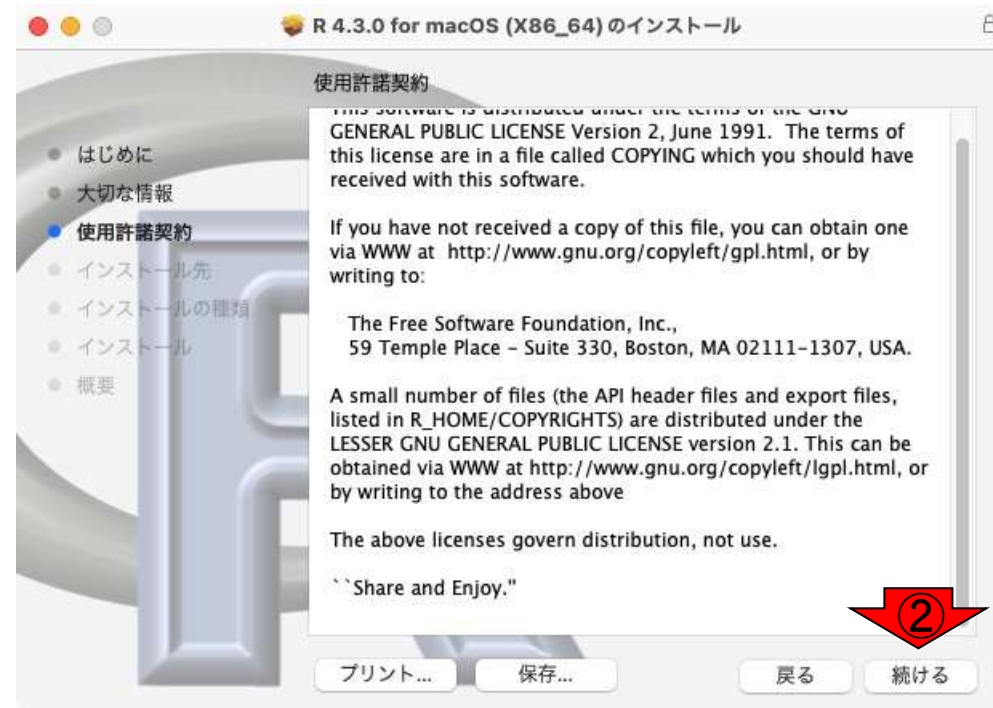 R 4.3.0 for macOS (X86_64) のインストール
使用許諾契約
はじめに
大切な情報
使用許諾契約
インストール先
インストールの種類
インストール
概要
This software is distributed under the terms of the GNU
GENERAL PUBLIC LICENSE Version 2, June 1991.  The terms of
this license are in a file called COPYING which you should have
received with this software.
If you have not received a copy of this file, you can obtain one
via WWW at  http://www.gnu.org/copyleft/gpl.html, or by
writing to:
The Free Software Foundation, Inc.,
59 Temple Place – Suite 330, Boston, MA 02111-1307, USA.
A small number of files (the API header files and export files,
listed in R_HOME/COPYRIGHTS) are distributed under the
LESSER GNU GENERAL PUBLIC LICENSE version 2.1. This can be
obtained via WWW at http://www.gnu.org/copyleft/lgpl.html, or
by writing to the address above
The above licenses govern distribution, not use.
``Share and Enjoy."
②
プリント... 保存... 戻る 続ける